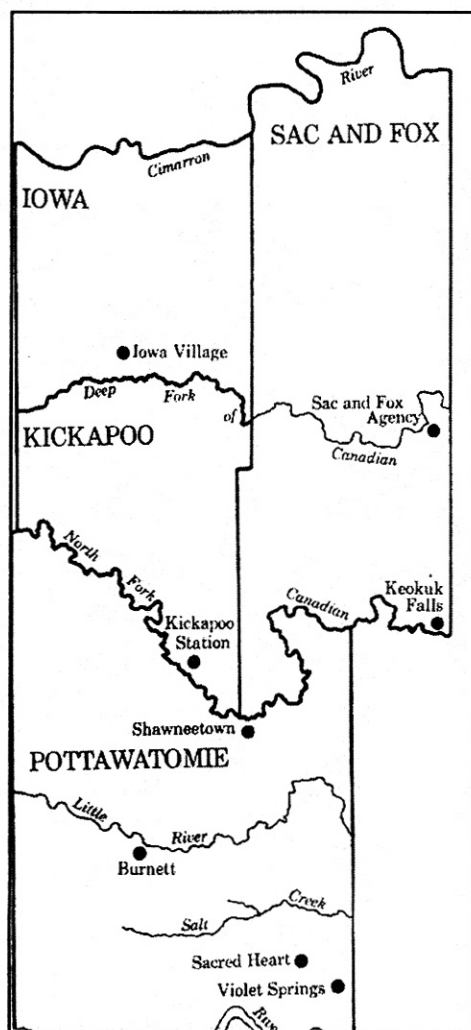 River
SAC AND FOX
Cimarron
IOWA
Iowa Village
Deep Fork of Canadian
Sac and Fox
Agency
KICKAPOO
North Fork Canadian
Keokuk
Falls
Kickapoo
Station
Shawneetown
POTTAWATOMIE
Little River
Burnett
Salt Creek
Sacred Heart
Violet Springs